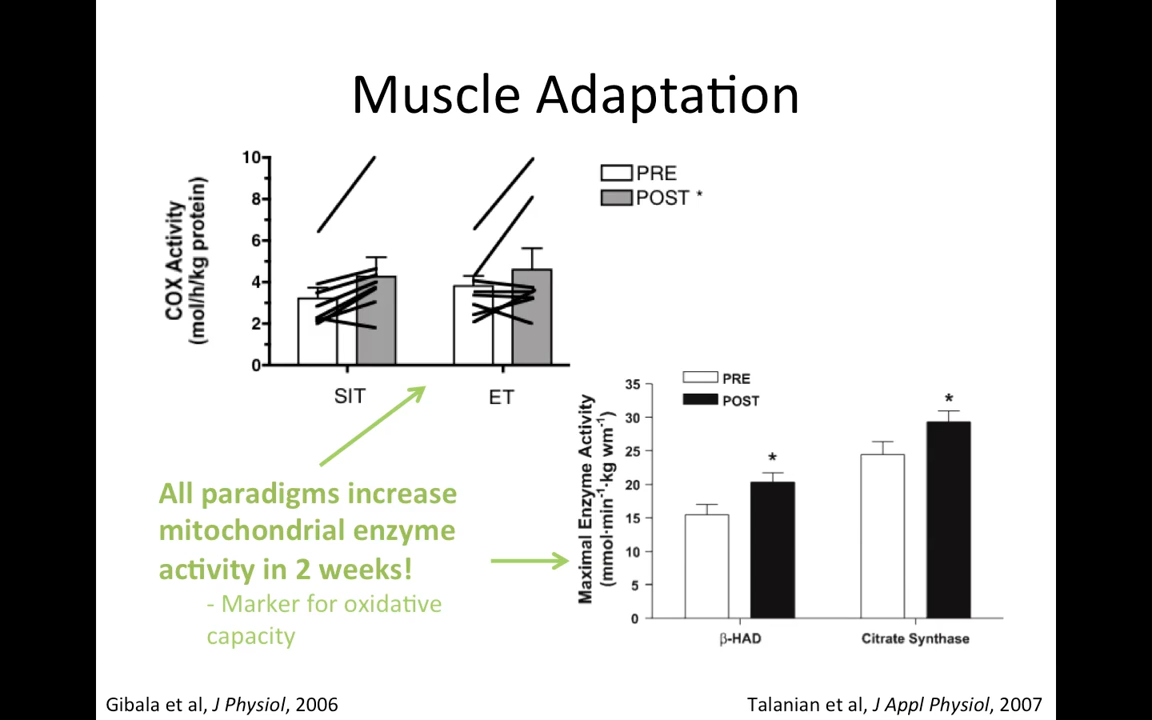 Muscle Adaptation
COX Activity
(mol/h/kg protein)
10
8
6
4
2
0
SIT
ET
PRE
POST *
All paradigms increase
mitochondrial enzyme
activity in 2 weeks!
- Marker for oxidative
capacity
Maximal Enzyme Activity
(mmol·min⁻¹·kg wm⁻¹)
35
30
25
20
15
10
5
0
PRE
POST
*
*
β-HAD
Citrate Synthase
Gibala et al, J Physiol, 2006
Talanian et al, J Appl Physiol, 2007